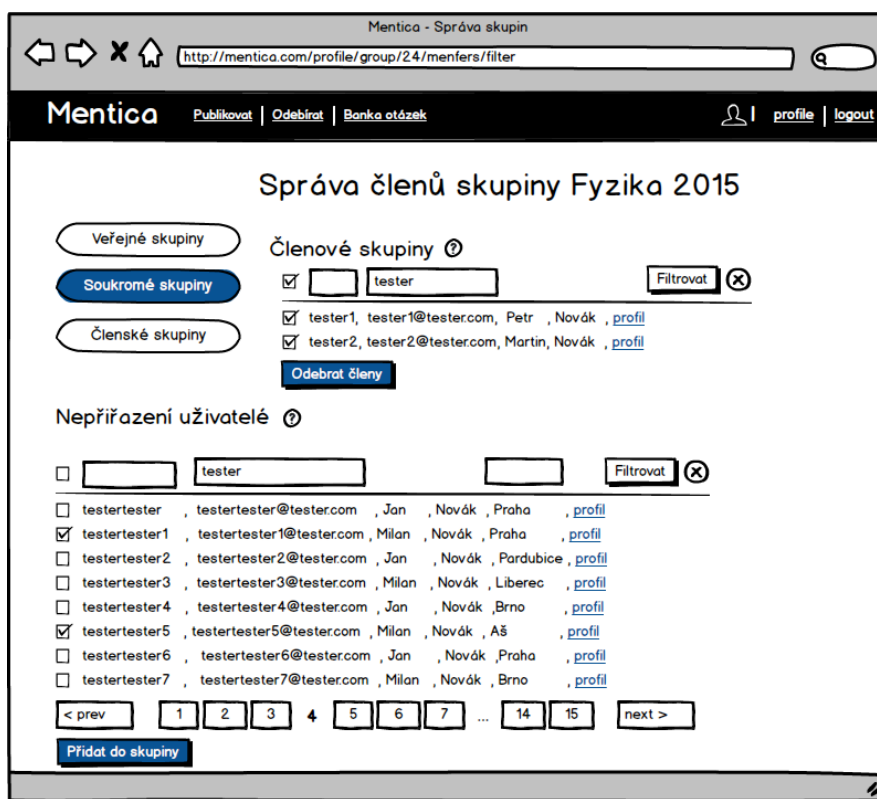 Mentica - Správa skupin
http://mentica.com/profile/group/24/menfers/filter
Mentica Publikovat | Odebírat | Banka otázek profile | logout
Správa členů skupiny Fyzika 2015
Veřejné skupiny
Soukromé skupiny
Členské skupiny
Členové skupiny ?
tester Filtrovat
tester1, tester1@tester.com, Petr , Novák , profil
tester2, tester2@tester.com, Martin, Novák , profil
Odebrat členy
Nepřiřazení uživatelé ?
tester Filtrovat
testertester , testertester@tester.com , Jan , Novák , Praha , profil
testertester1 , testertester1@tester.com , Milan , Novák , Praha , profil
testertester2 , testertester2@tester.com , Jan , Novák , Pardubice , profil
testertester3 , testertester3@tester.com , Milan , Novák , Liberec , profil
testertester4 , testertester4@tester.com , Jan , Novák ,Brno , profil
testertester5 , testertester5@tester.com , Milan , Novák , Aš , profil
testertester6 , testertester6@tester.com , Jan , Novák ,Praha , profil
testertester7 , testertester7@tester.com , Milan , Novák , Brno , profil
< prev 1 2 3 4 5 6 7 ... 14 15 next >
Přidat do skupiny